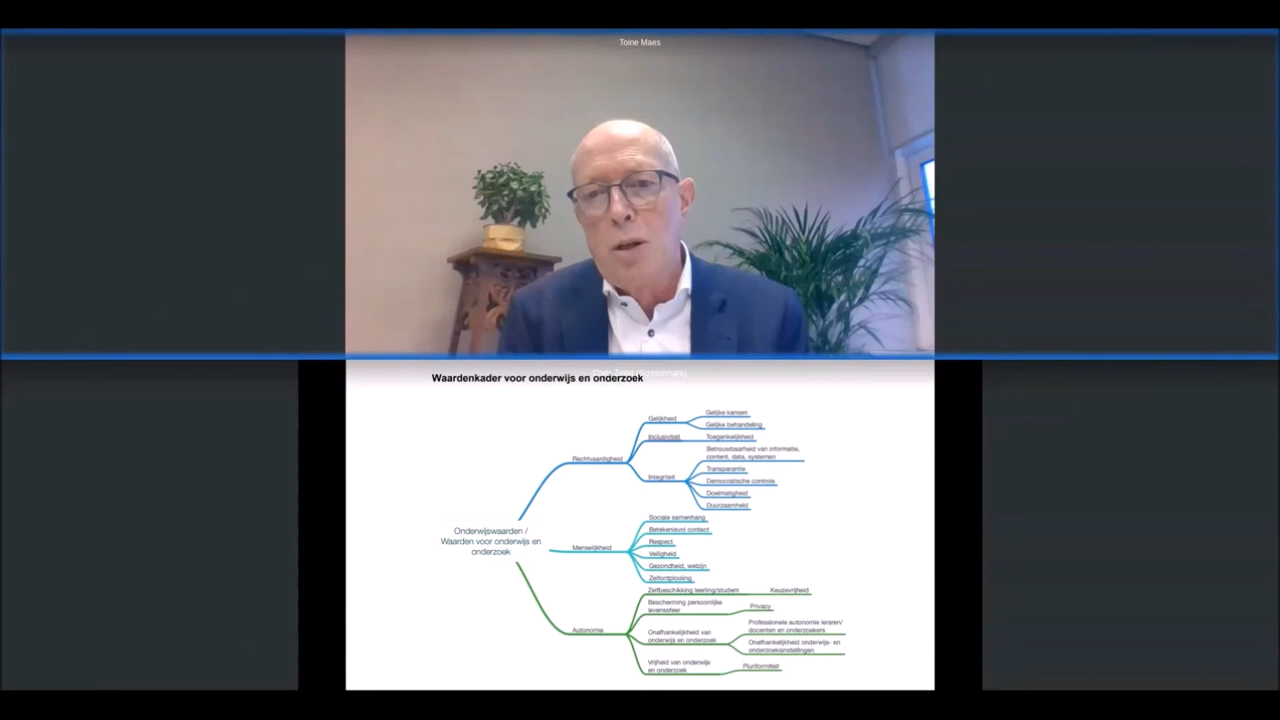 Toine Maes
Waardenkader voor onderwijs en onderzoek
Gelijkheid
Gelijke kansen
Gelijke behandeling
Inclusiviteit
Toegankelijkheid
Rechtvaardigheid
Integriteit
Betrouwbaarheid van informatie,
content, data, systemen
Transparantie
Democratische controle
Doelmatigheid
Duurzaamheid
Onderwijswaarden /
Waarden voor onderwijs en
onderzoek
Menselijkheid
Sociale samenhang
Betekenisvol contact
Respect
Veiligheid
Gezondheid, welzijn
Zelfontplooiing
Autonomie
Zelfbeschikking leerling/student
Keuzevrijheid
Bescherming persoonlijke
levenssfeer
Privacy
Onafhankelijkheid van
onderwijs en onderzoek
Professionele autonomie leraren/
docenten en onderzoekers
Onafhankelijkheid onderwijs- en
onderzoeksinstellingen
Vrijheid van onderwijs
en onderzoek
Pluriformiteit